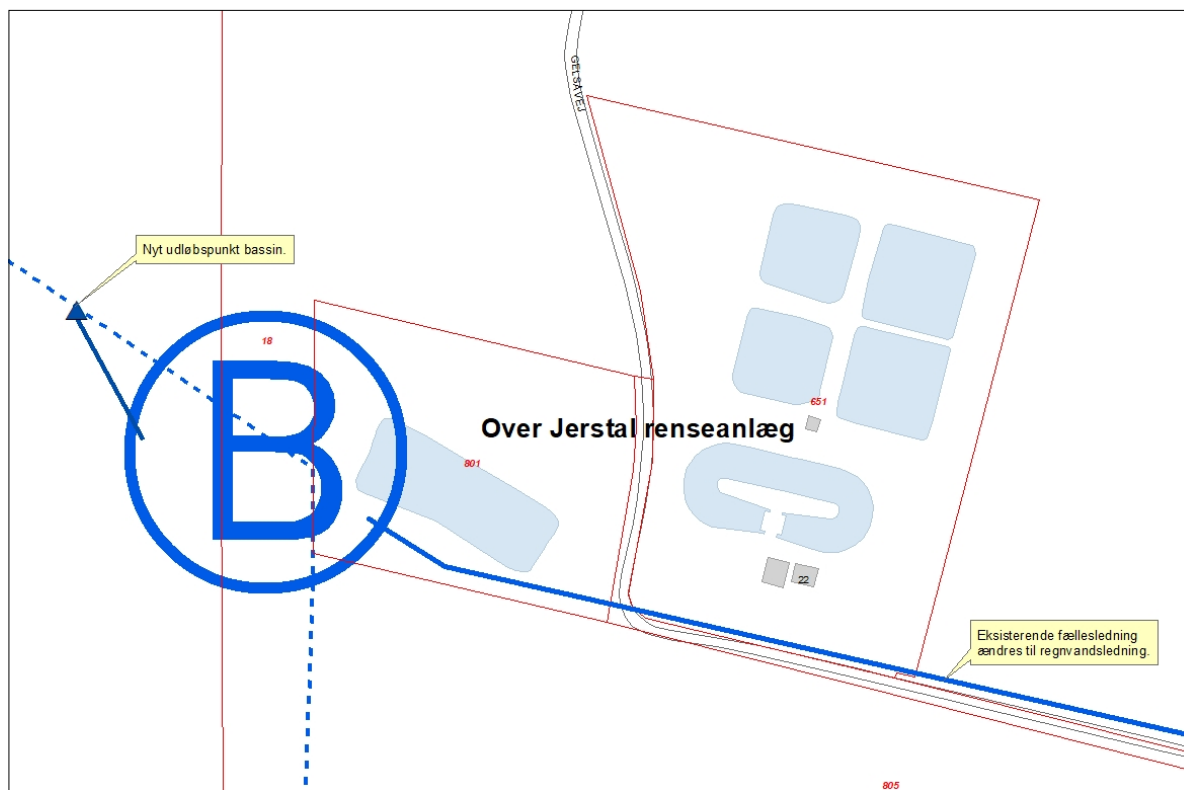 GELSÅVEJ
Nyt udløbspunkt bassin.
18
B
651
Over Jerstal renseanlæg
801
22
Eksisterende fællesledning
ændres til regnvandsledning.
805